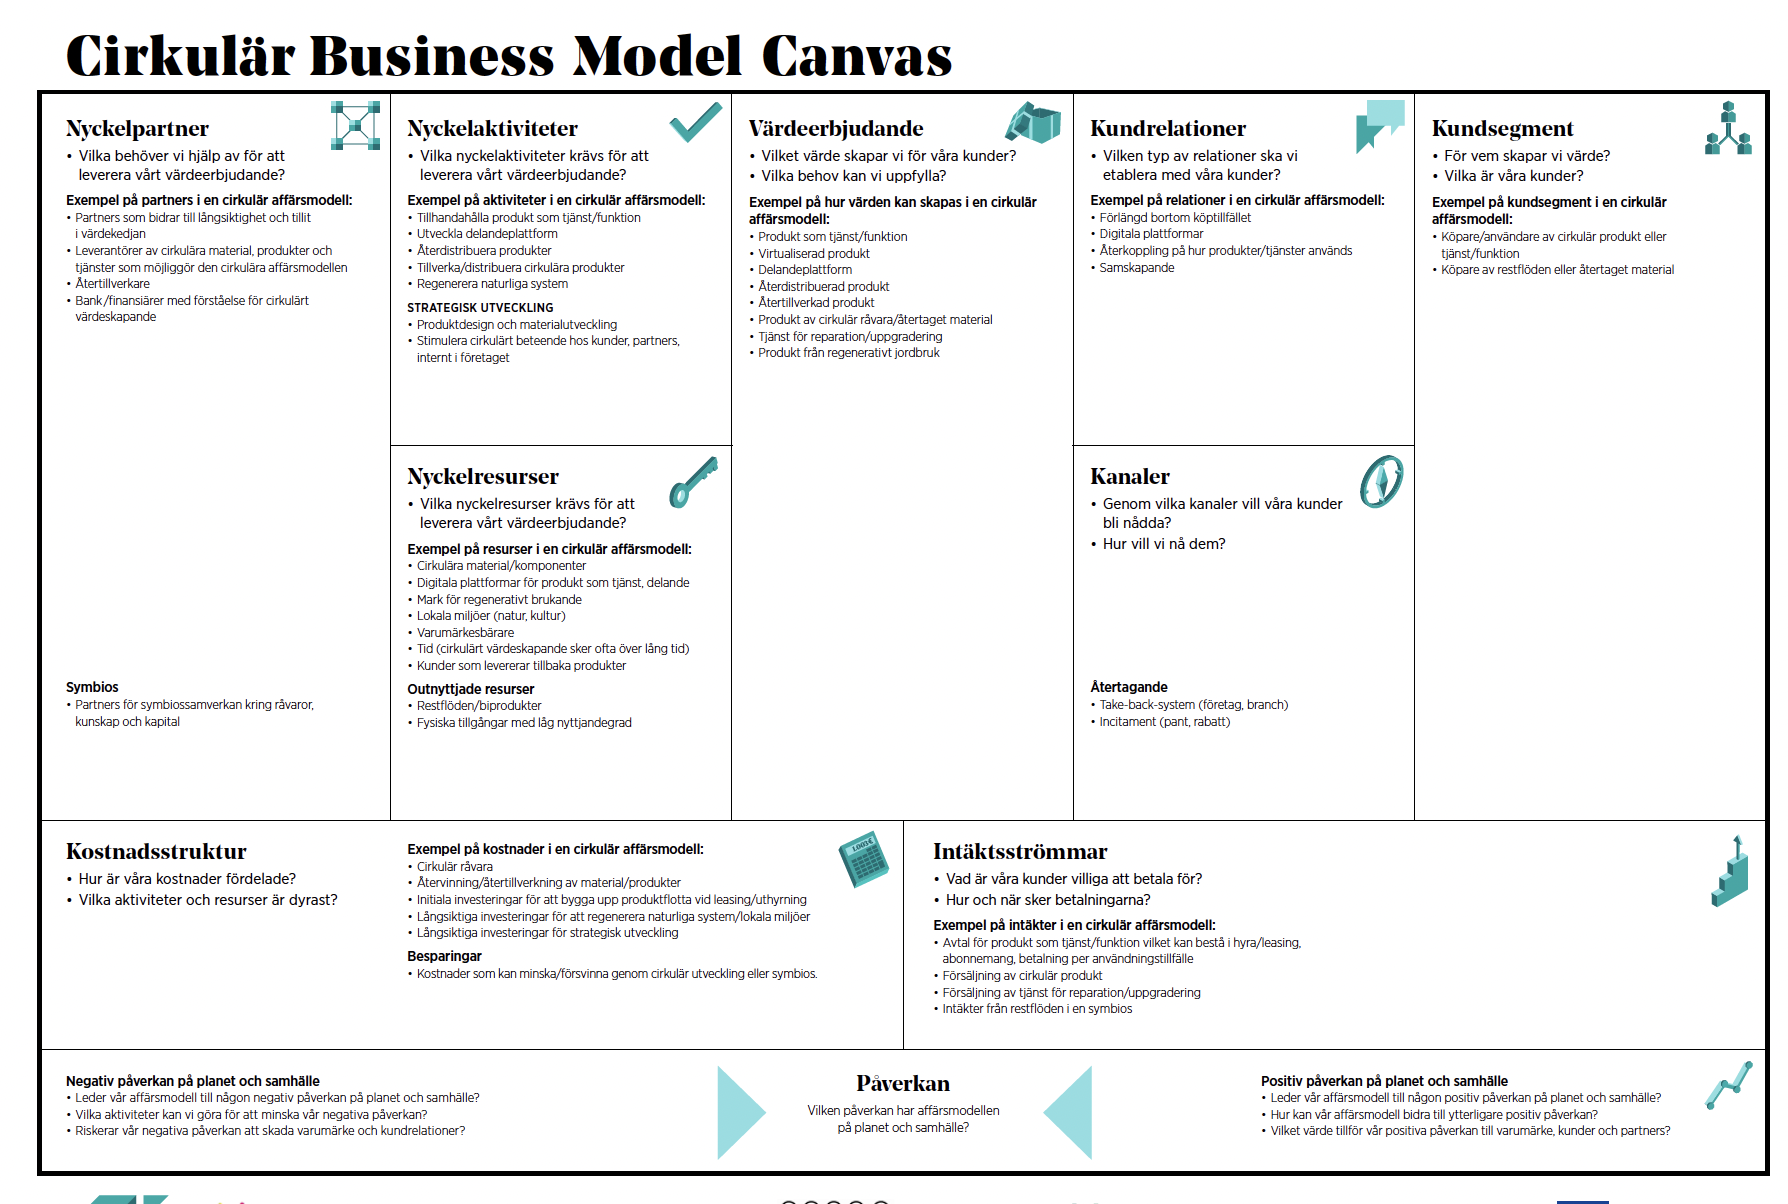 Cirkulär Business Model Canvas
Nyckelpartner
• Vilka behöver vi hjälp av för att
leverera vårt värdeerbjudande?
Exempel på partners i en cirkulär affärsmodell:
• Partners som bidrar till långsiktighet och tillit
i värdekedjan
• Leverantörer av cirkulära material, produkter och
tjänster som möjliggör den cirkulära affärsmodellen
• Återtillverkare
• Bank/finansiärer med förståelse för cirkulärt
värdeskapande
Symbios
• Partners för symbiossamverkan kring råvaror,
kunskap och kapital
Nyckelaktiviteter
• Vilka nyckelaktiviteter krävs för att
leverera vårt värdeerbjudande?
Exempel på aktiviteter i en cirkulär affärsmodell:
• Tillhandahålla produkt som tjänst/funktion
• Utveckla delandeplattform
• Återdistribuera produkter
• Tillverka/distribuera cirkulära produkter
• Regenerera naturliga system
STRATEGISK UTVECKLING
• Produktdesign och materialutveckling
• Stimulera cirkulärt beteende hos kunder, partners,
internt i företaget
Nyckelresurser
• Vilka nyckelresurser krävs för att
leverera vårt värdeerbjudande?
Exempel på resurser i en cirkulär affärsmodell:
• Cirkulära material/komponenter
• Digitala plattformar för produkt som tjänst, delande
• Mark för regenerativt brukande
• Lokala miljöer (natur, kultur)
• Varumärkesbärare
• Tid (cirkulärt värdeskapande sker ofta över lång tid)
• Kunder som levererar tillbaka produkter
Outnyttjade resurser
• Restflöden/biprodukter
• Fysiska tillgångar med låg nyttjandegrad
Värdeerbjudande
• Vilket värde skapar vi för våra kunder?
• Vilka behov kan vi uppfylla?
Exempel på hur värden kan skapas i en cirkulär
affärsmodell:
• Produkt som tjänst/funktion
• Virtualiserad produkt
• Delandeplattform
• Återdistribuerad produkt
• Återtillverkad produkt
• Produkt av cirkulär råvara/återtaget material
• Tjänst för reparation/uppgradering
• Produkt från regenerativt jordbruk
Kundrelationer
• Vilken typ av relationer ska vi
etablera med våra kunder?
Exempel på relationer i en cirkulär affärsmodell:
• Förlängd bortom köptillfället
• Digitala plattformar
• Återkoppling på hur produkter/tjänster används
• Samskapande
Kanaler
• Genom vilka kanaler vill våra kunder
bli nådda?
• Hur vill vi nå dem?
Återtagande
• Take-back-system (företag, branch)
• Incitament (pant, rabatt)
Kundsegment
• För vem skapar vi värde?
• Vilka är våra kunder?
Exempel på kundsegment i en cirkulär
affärsmodell:
• Köpare/användare av cirkulär produkt eller
tjänst/funktion
• Köpare av restflöden eller återtaget material
Kostnadsstruktur
• Hur är våra kostnader fördelade?
• Vilka aktiviteter och resurser är dyrast?
Exempel på kostnader i en cirkulär affärsmodell:
• Cirkulär råvara
• Återvinning/återtillverkning av material/produkter
• Initiala investeringar för att bygga upp produktflotta vid leasing/uthyrning
• Långsiktiga investeringar för att regenerera naturliga system/lokala miljöer
• Långsiktiga investeringar för strategisk utveckling
Besparingar
• Kostnader som kan minska/försvinna genom cirkulär utveckling eller symbios.
Intäktsströmmar
• Vad är våra kunder villiga att betala för?
• Hur och när sker betalningarna?
Exempel på intäkter i en cirkulär affärsmodell:
• Avtal för produkt som tjänst/funktion vilket kan bestå i hyra/leasing,
abonnemang, betalning per användningstillfälle
• Försäljning av cirkulär produkt
• Försäljning av tjänst för reparation/uppgradering
• Intäkter från restflöden i en symbios
Negativ påverkan på planet och samhälle
• Leder vår affärsmodell till någon negativ påverkan på planet och samhälle?
• Vilka aktiviteter kan vi göra för att minska vår negativa påverkan?
• Riskerar vår negativa påverkan att skada varumärke och kundrelationer?
Påverkan
Vilken påverkan har affärsmodellen
på planet och samhälle?
Positiv påverkan på planet och samhälle
• Leder vår affärsmodell till någon positiv påverkan på planet och samhälle?
• Hur kan vår affärsmodell bidra till ytterligare positiv påverkan?
• Vilket värde tillför vår positiva påverkan till varumärke, kunder och partners?